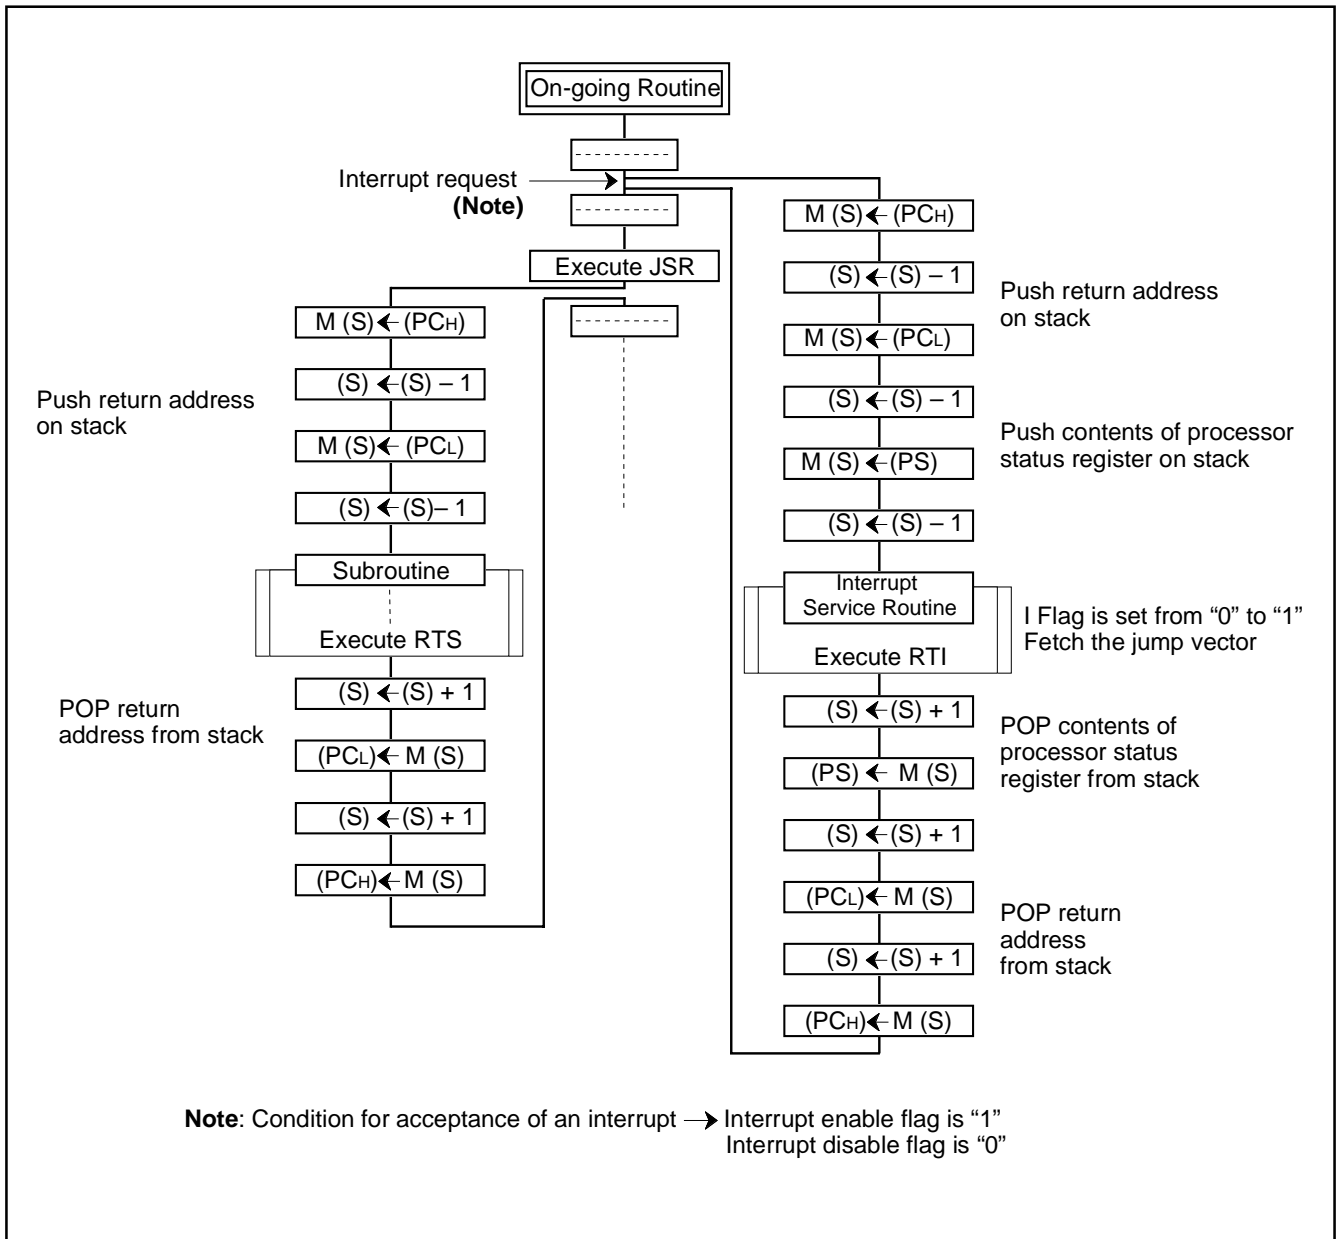 On-going Routine
Interrupt request
(Note)
Execute JSR
M (S) ← (PCH)
(S) ← (S) – 1
M (S) ← (PCL)
(S) ← (S)– 1
Push return address
on stack
Subroutine
Execute RTS
(S) ← (S) + 1
(PCL) ← M (S)
(S) ← (S) + 1
(PCH) ← M (S)
POP return
address from stack
M (S) ← (PCH)
(S) ← (S) – 1
M (S) ← (PCL)
(S) ← (S) – 1
M (S) ← (PS)
(S) ← (S) – 1
Push return address
on stack
Push contents of processor
status register on stack
Interrupt
Service Routine
Execute RTI
I Flag is set from “0” to “1”
Fetch the jump vector
(S) ← (S) + 1
(PS) ← M (S)
(S) ← (S) + 1
(PCL) ← M (S)
(S) ← (S) + 1
(PCH) ← M (S)
POP contents of
processor status
register from stack
POP return
address
from stack
Note: Condition for acceptance of an interrupt → Interrupt enable flag is “1”
Interrupt disable flag is “0”